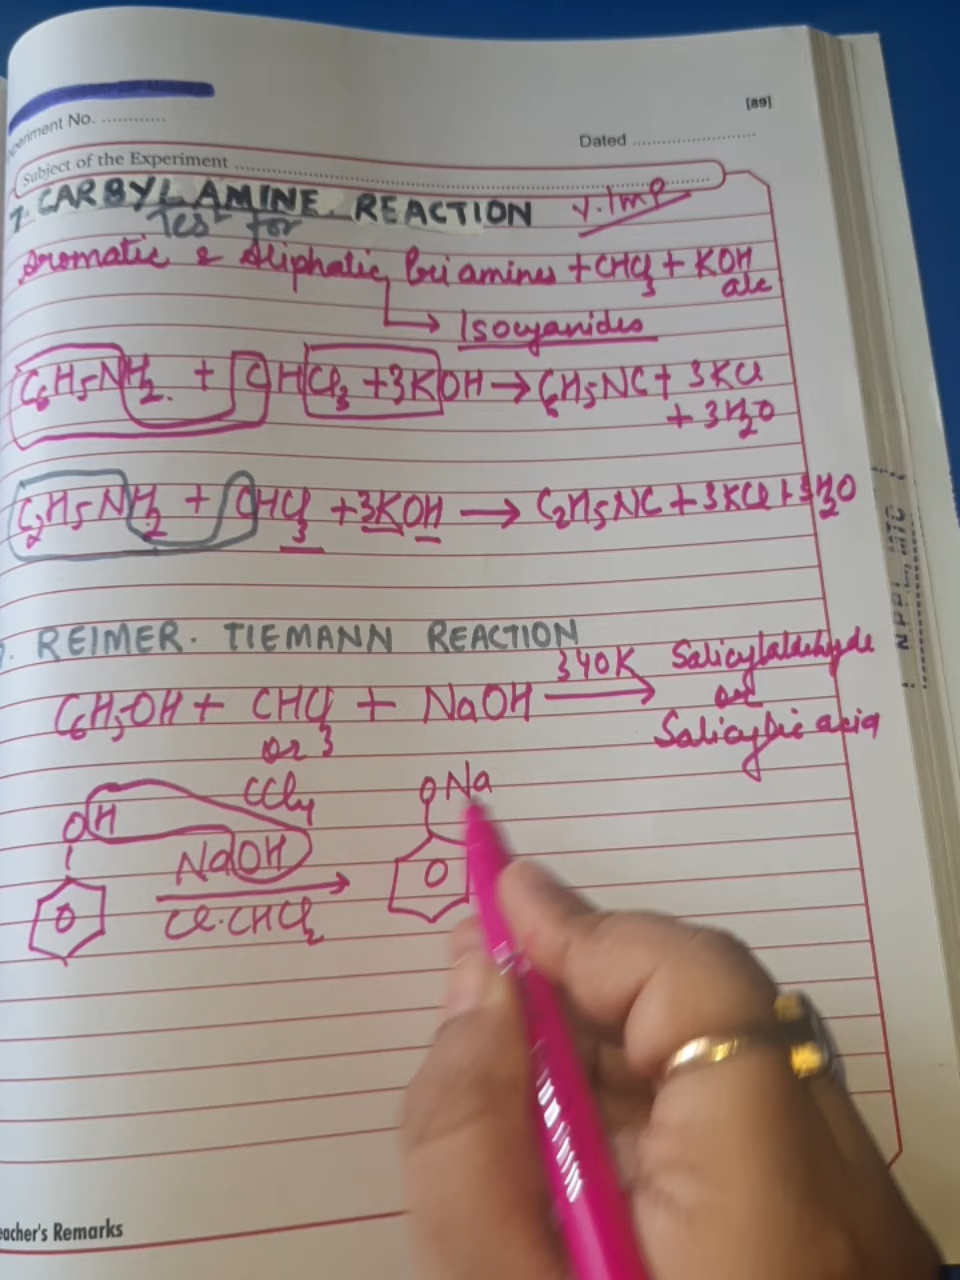 [89]
Experiment No. ............
Dated ....................
Subject of the Experiment ....................
7. CARBYLAMINE. REACTION V.Imp
Test for
Aromatic & Aliphatic Pri amines + CHCl3 + KOH
alc
Isocyanides
C6H5NH2 + CHCl3 + 3KOH → C6H5NC + 3KCl
+ 3H2O
C2H5NH2 + CHCl3 + 3KOH → C2H5NC + 3KCl + 3H2O
REIMER. TIEMANN REACTION
C6H5OH + CHCl3 + NaOH 340K → Salicylaldehyde
or
or
Salicylic acid
CCl4
ONa
OH
NaOH
Cl.CHCl2
eacher's Remarks